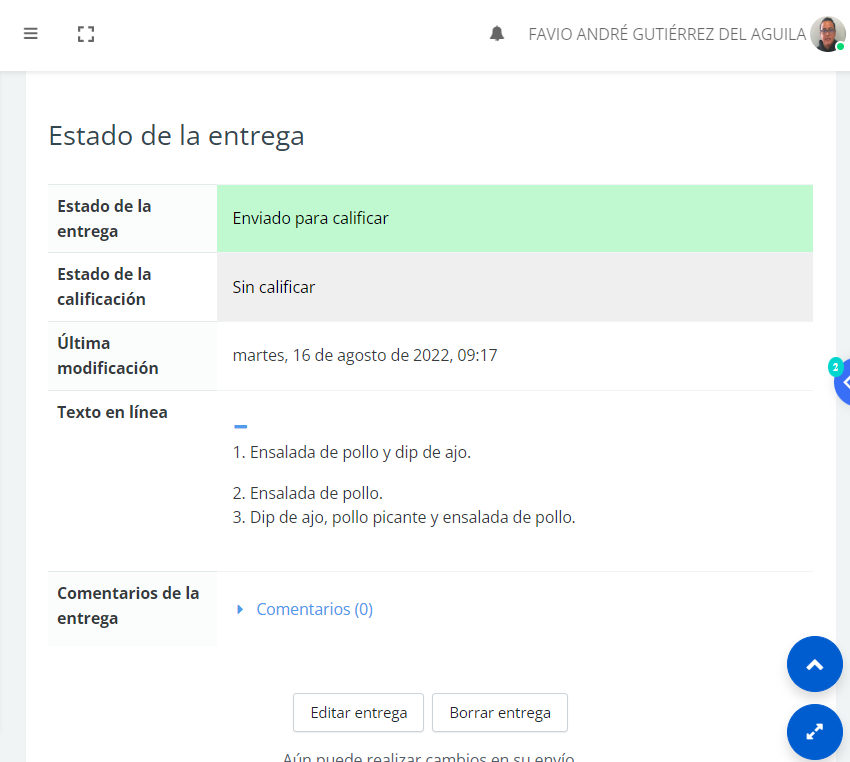 FAVIO ANDRÉ GUTIÉRREZ DEL AGUILA
Estado de la entrega
Estado de la
entrega
Enviado para calificar
Estado de la
calificación
Sin calificar
Última
modificación
martes, 16 de agosto de 2022, 09:17
2
Texto en línea
1. Ensalada de pollo y dip de ajo.
2. Ensalada de pollo.
3. Dip de ajo, pollo picante y ensalada de pollo.
Comentarios de la
entrega
Comentarios (0)
Editar entrega
Borrar entrega
Aún puede realizar cambios en su envío